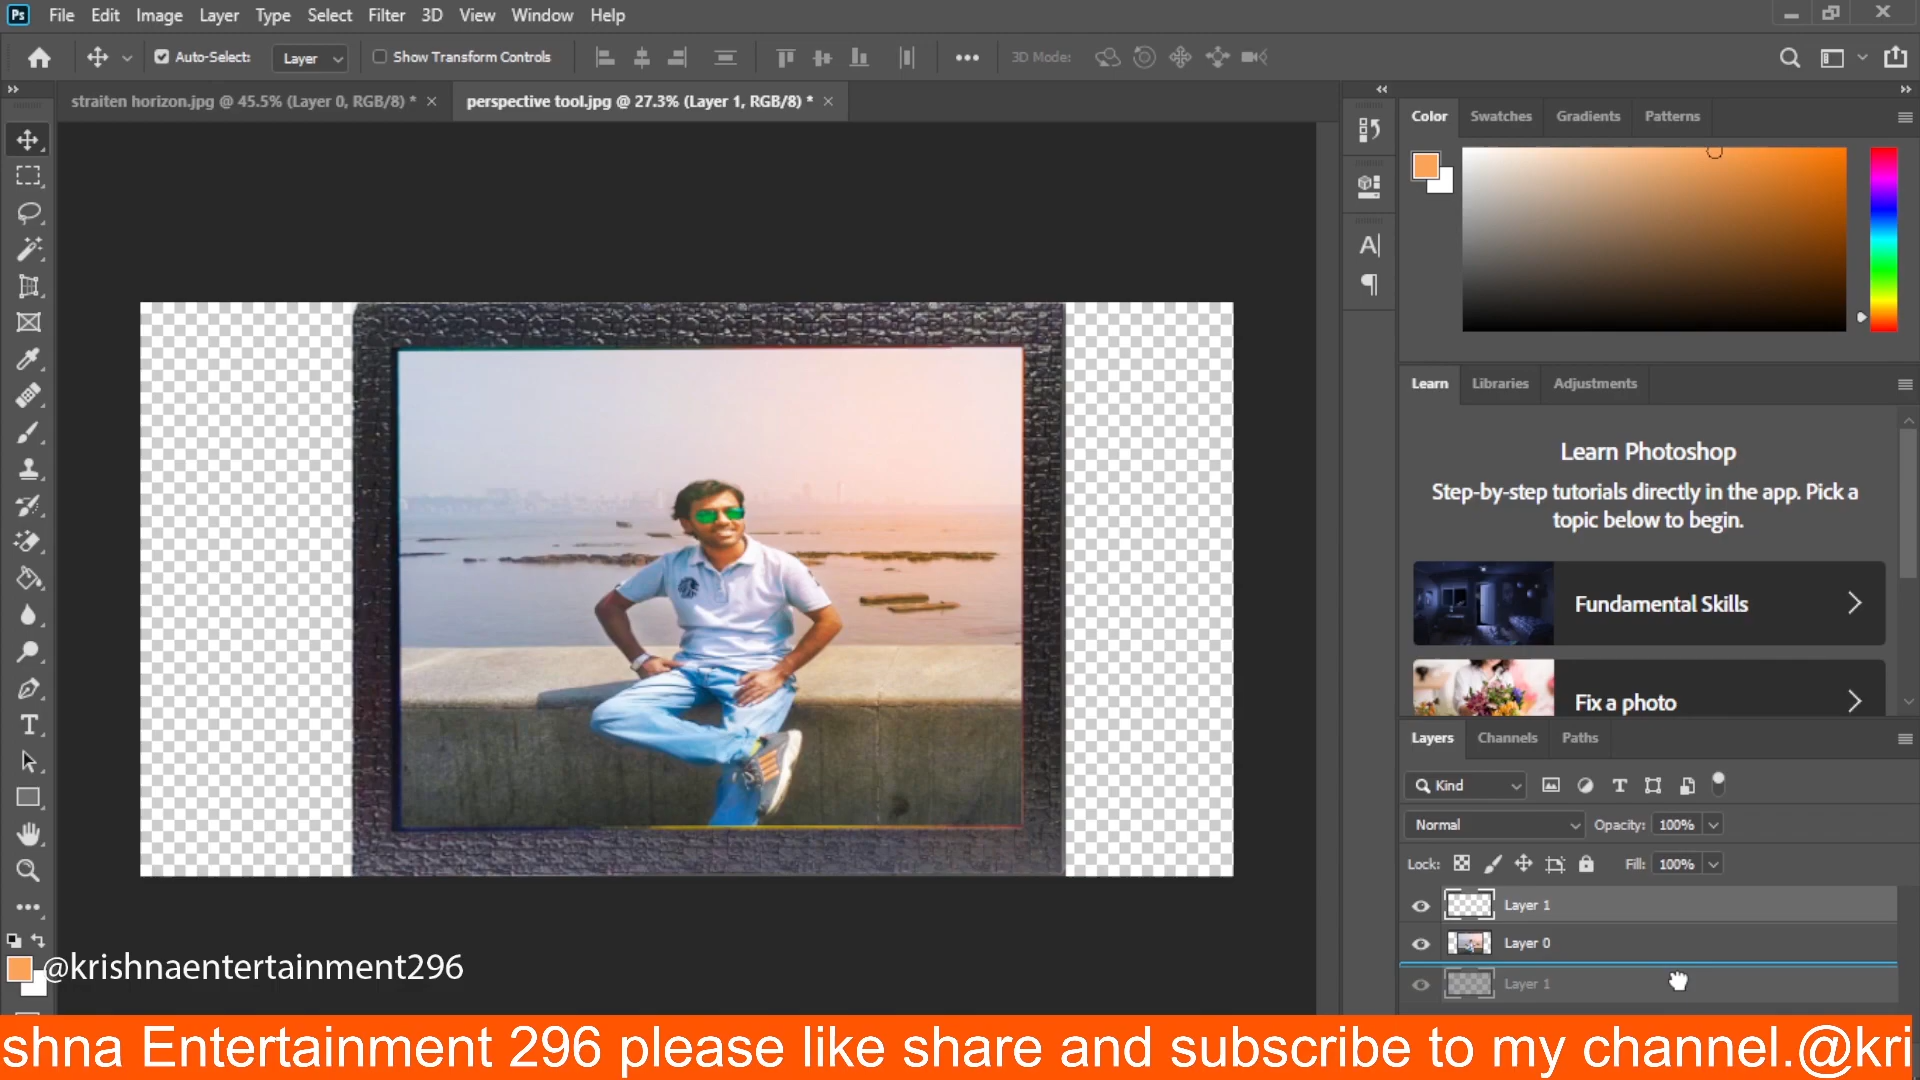 Ps File Edit Image Layer Type Select Filter 3D View Window Help
Auto-Select: Layer Show Transform Controls 3D Mode:
straiten horizon.jpg @ 45.5% (Layer 0, RGB/8) * perspective tool.jpg @ 27.3% (Layer 1, RGB/8) *
Color Swatches Gradients Patterns
Learn Libraries Adjustments
Learn Photoshop
Step-by-step tutorials directly in the app. Pick a
topic below to begin.
Fundamental Skills
Fix a photo
Layers Channels Paths
Kind
Normal Opacity: 100%
Lock: Fill: 100%
Layer 1
Layer 0
Layer 1
@krishnaentertainment296
shna Entertainment 296 please like share and subscribe to my channel.@kri